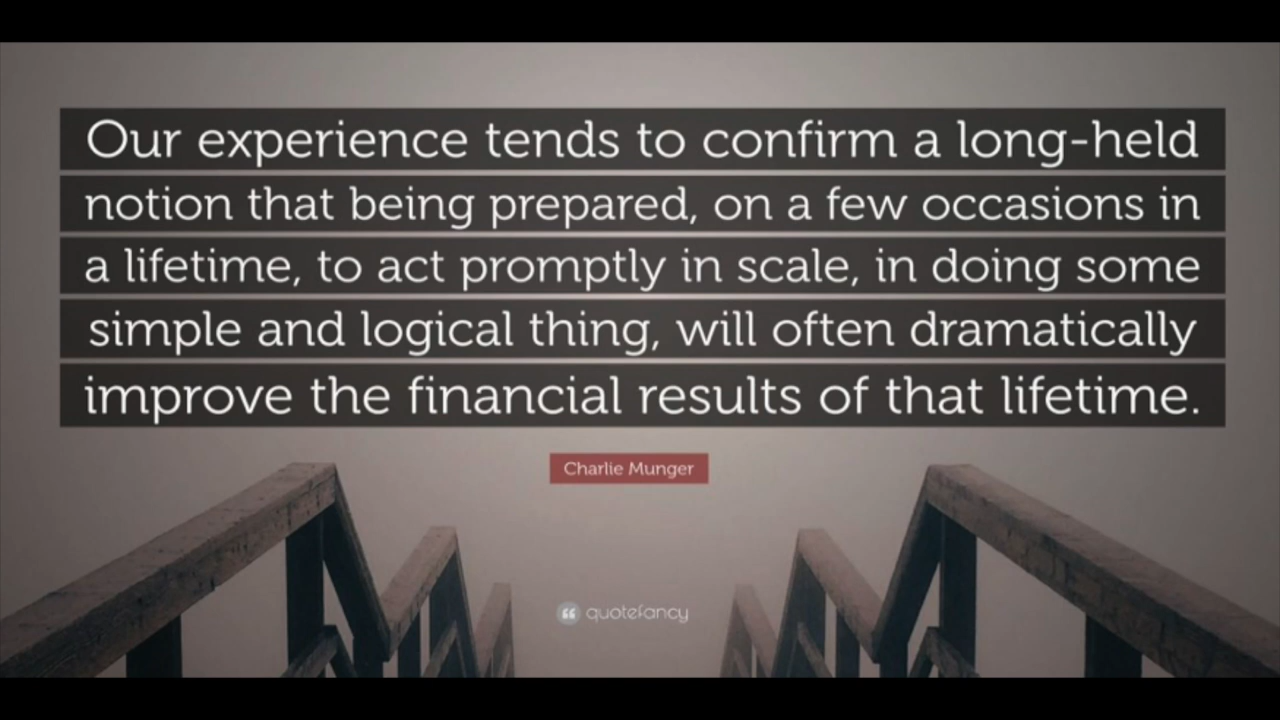 Our experience tends to confirm a long-held
notion that being prepared, on a few occasions in
a lifetime, to act promptly in scale, in doing some
simple and logical thing, will often dramatically
improve the financial results of that lifetime.
Charlie Munger
quotefancy